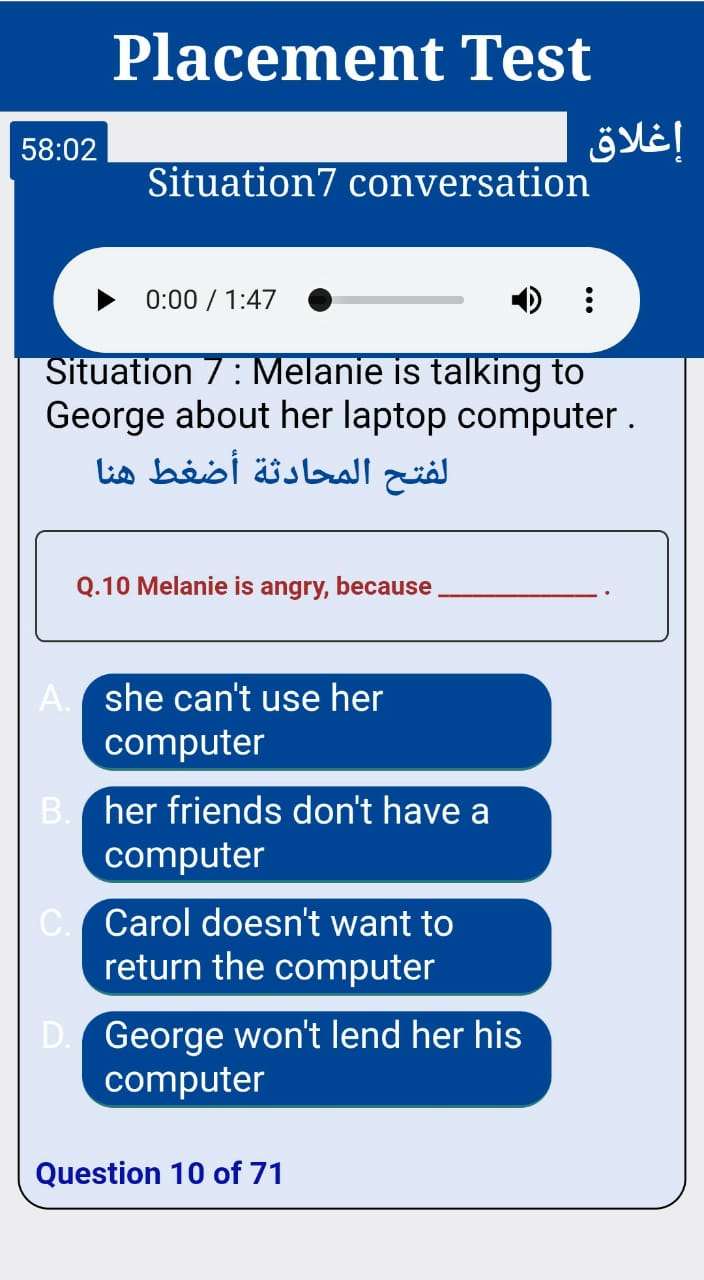 Placement Test
إغلاق
58:02
Situation7 conversation
0:00 / 1:47
Situation 7 : Melanie is talking to
George about her laptop computer .
لفتح المحادثة أضغط هنا
Q.10 Melanie is angry, because _____________ .
A. she can't use her
computer
B. her friends don't have a
computer
C. Carol doesn't want to
return the computer
D. George won't lend her his
computer
Question 10 of 71